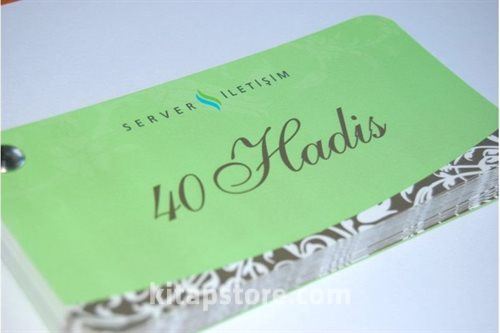 SERVER İLETİŞİM
40 Hadis
kitapstore.com